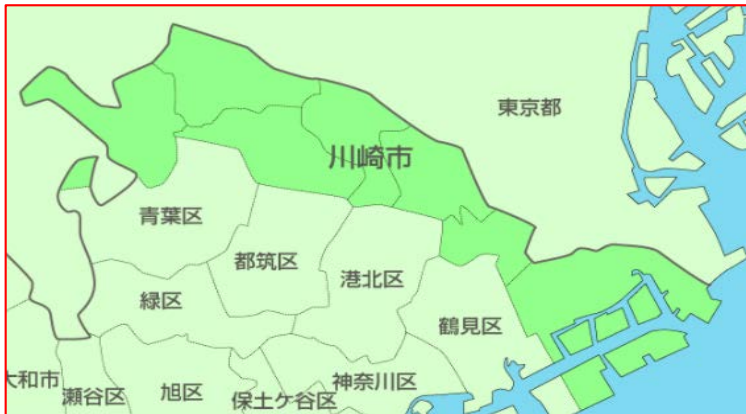 東京都
川崎市
青葉区
都筑区
港北区
緑区
鶴見区
大和市
瀬谷区
旭区
保土ケ谷区
神奈川区